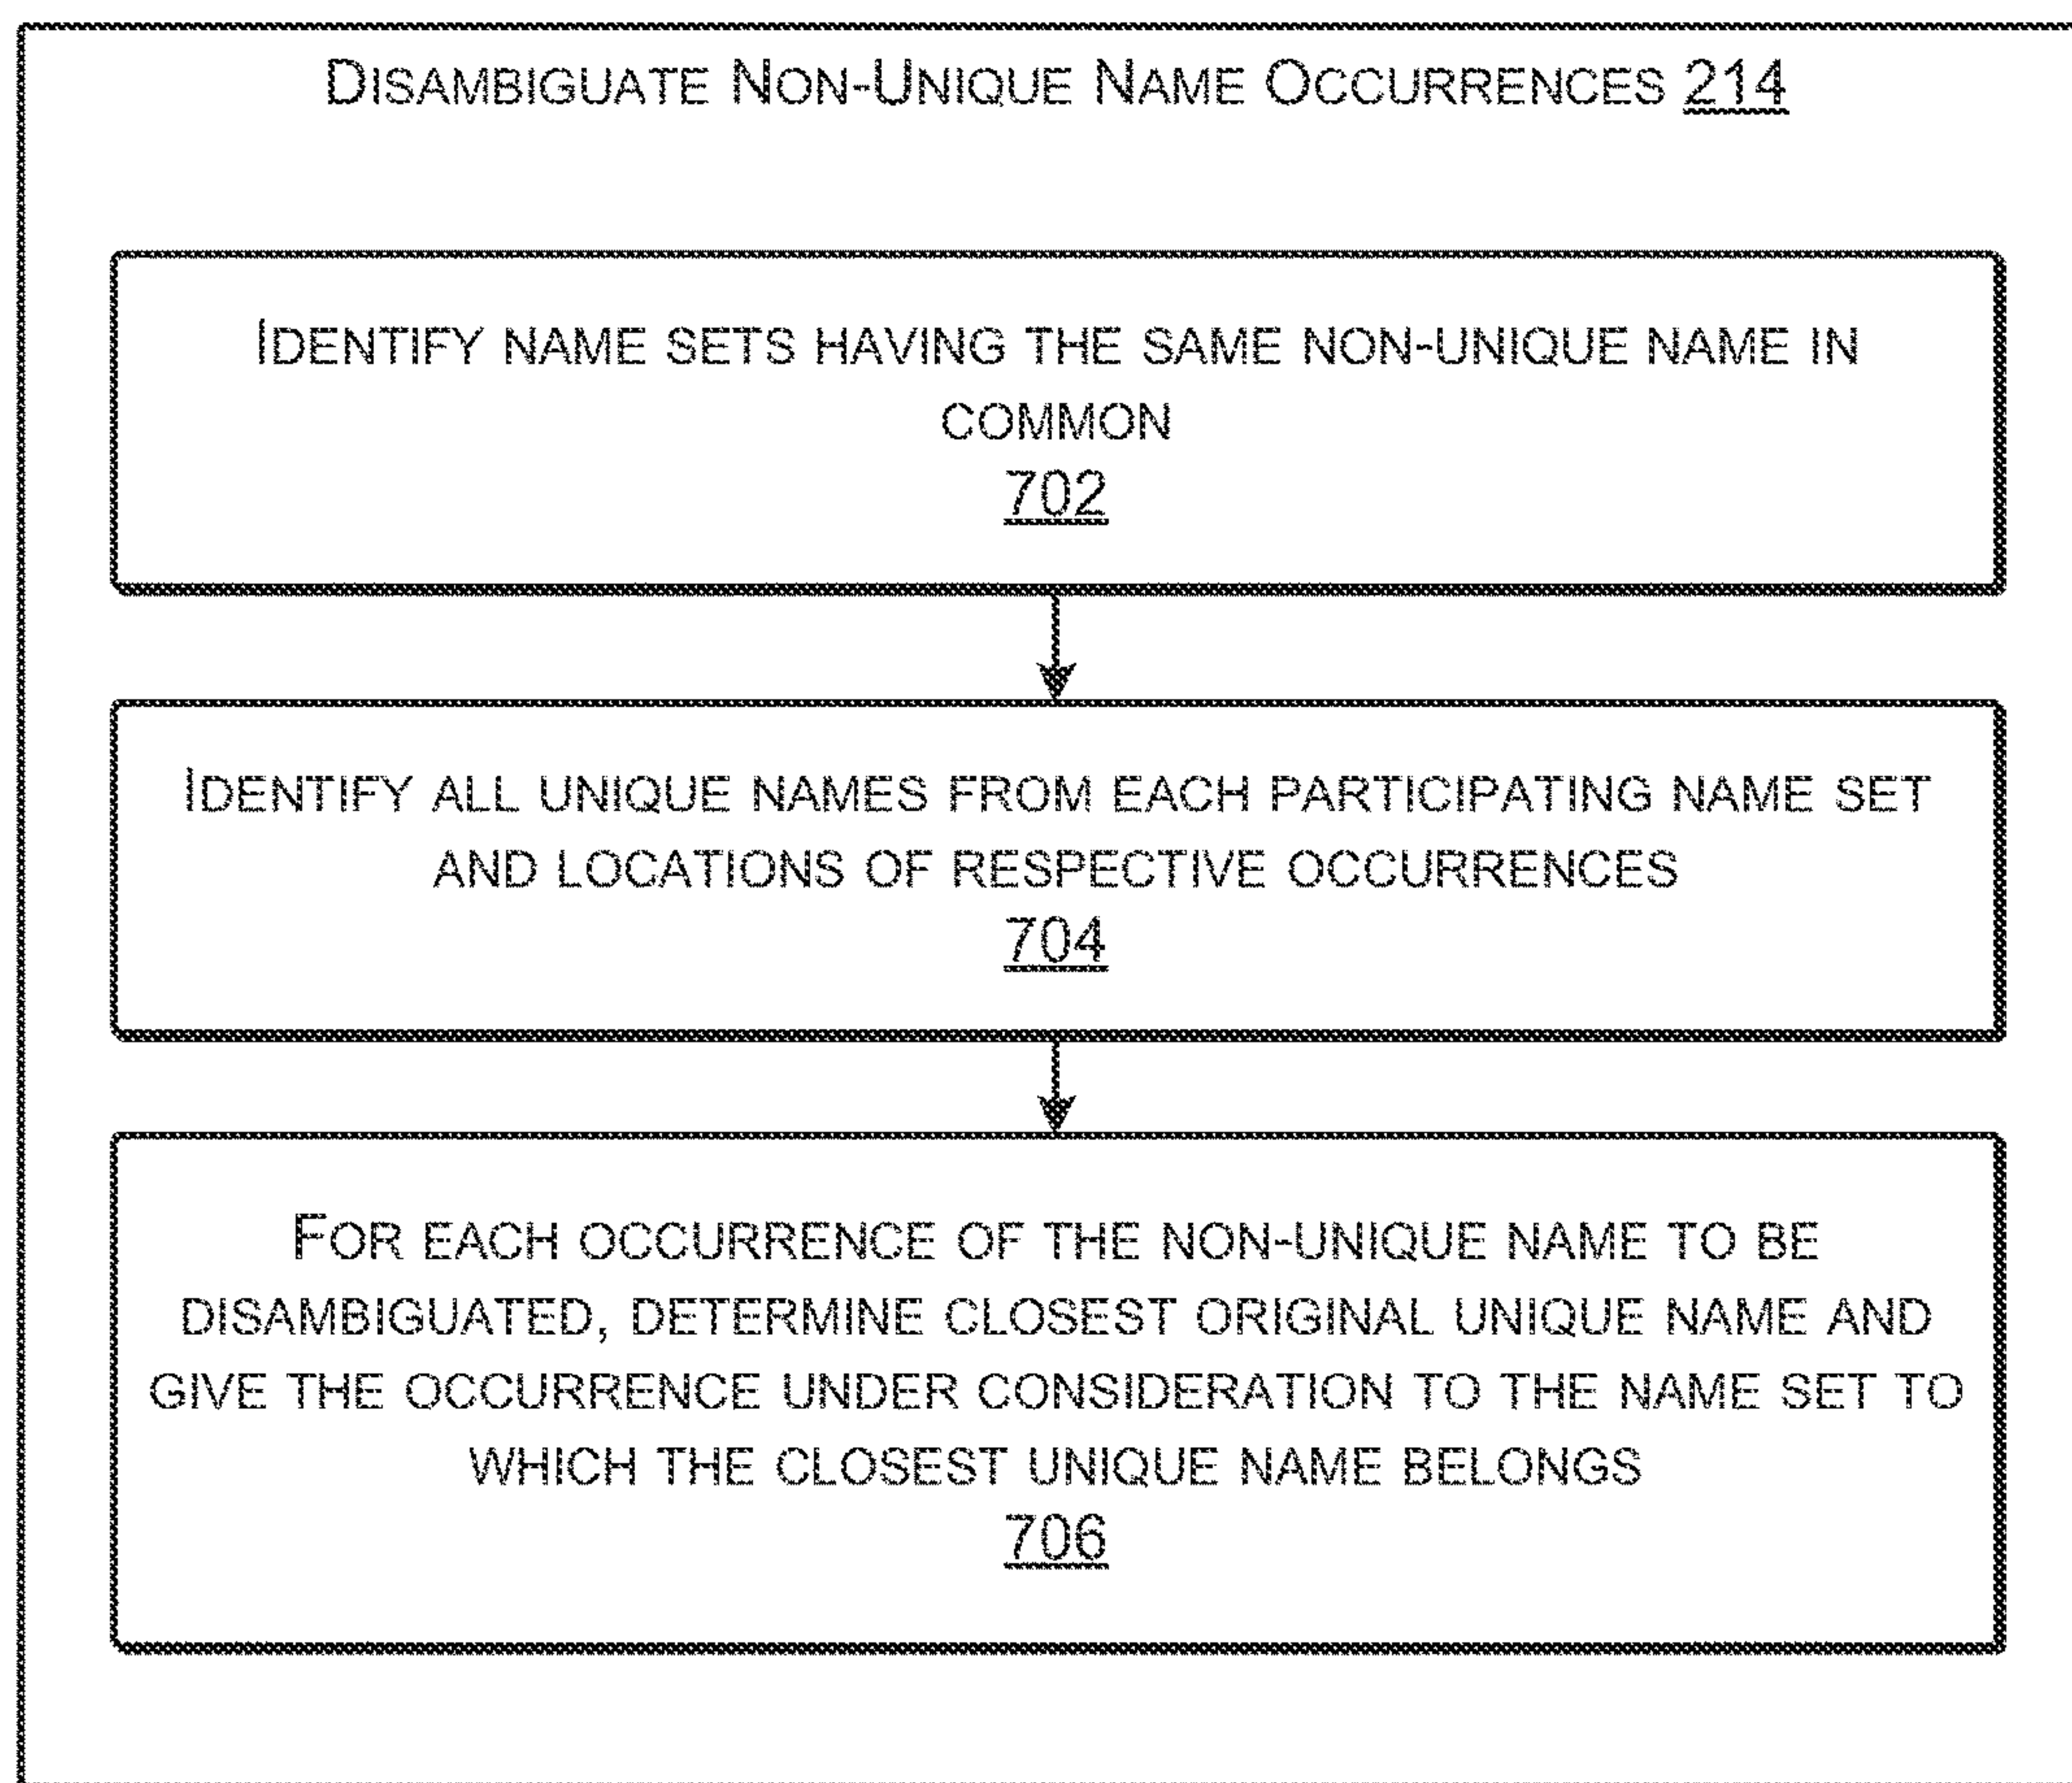 DISAMBIGUATE NON-UNIQUE NAME OCCURRENCES 214
IDENTIFY NAME SETS HAVING THE SAME NON-UNIQUE NAME IN
COMMON
702
IDENTIFY ALL UNIQUE NAMES FROM EACH PARTICIPATING NAME SET
AND LOCATIONS OF RESPECTIVE OCCURRENCES
704
FOR EACH OCCURRENCE OF THE NON-UNIQUE NAME TO BE
DISAMBIGUATED, DETERMINE CLOSEST ORIGINAL UNIQUE NAME AND
GIVE THE OCCURRENCE UNDER CONSIDERATION TO THE NAME SET TO
WHICH THE CLOSEST UNIQUE NAME BELONGS
706